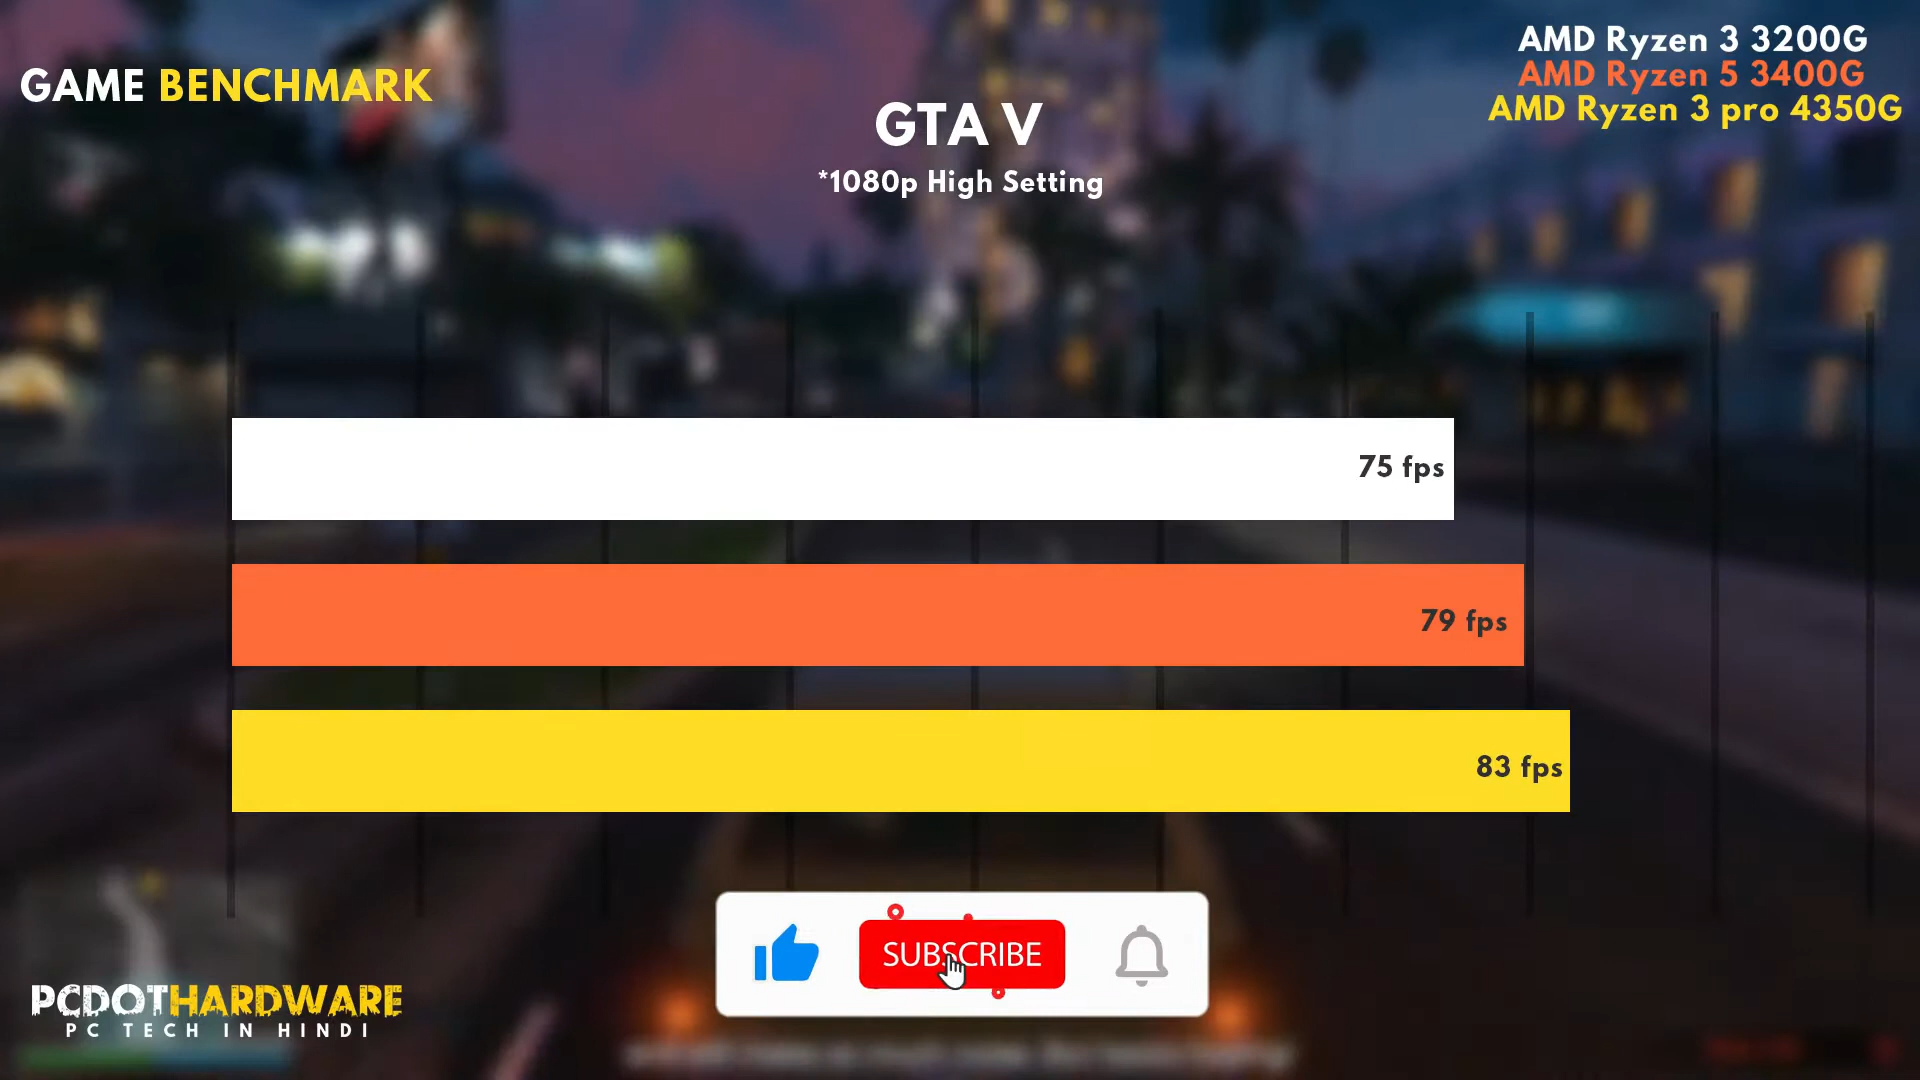 GAME BENCHMARK
AMD Ryzen 3 3200G
AMD Ryzen 5 3400G
AMD Ryzen 3 pro 4350G
GTA V
*1080p High Setting
75 fps
79 fps
83 fps
SUBSCRIBE
PCDOTHARDWARE
PC TECH IN HINDI